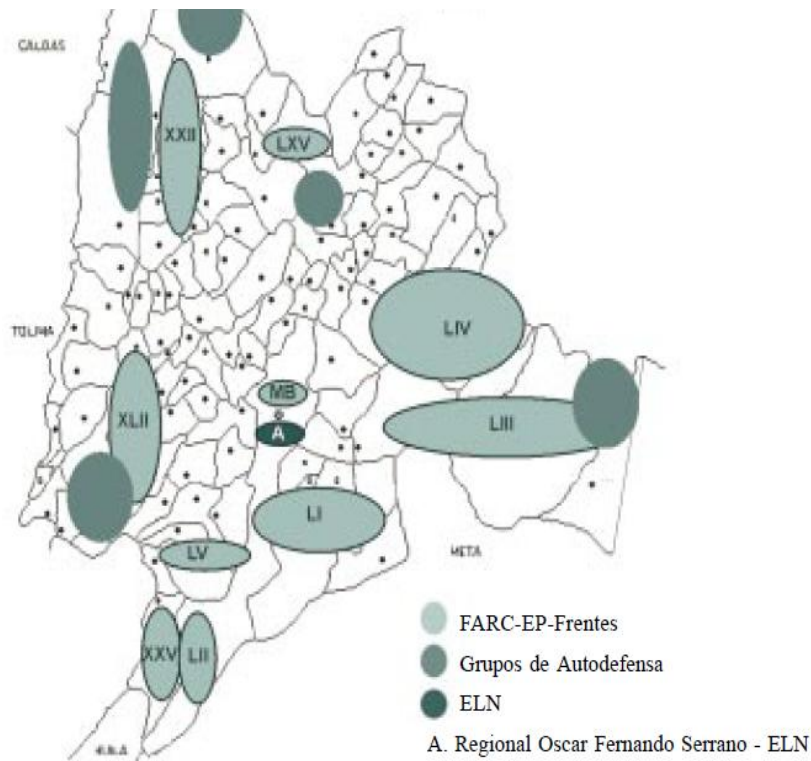 CALDAS
XXII
LXV
TOLIMA
LIV
MB
XLII
A
LIII
LI
LV
META
XXV
LII
HUILA
FARC-EP-Frentes
Grupos de Autodefensa
ELN
A. Regional Oscar Fernando Serrano - ELN